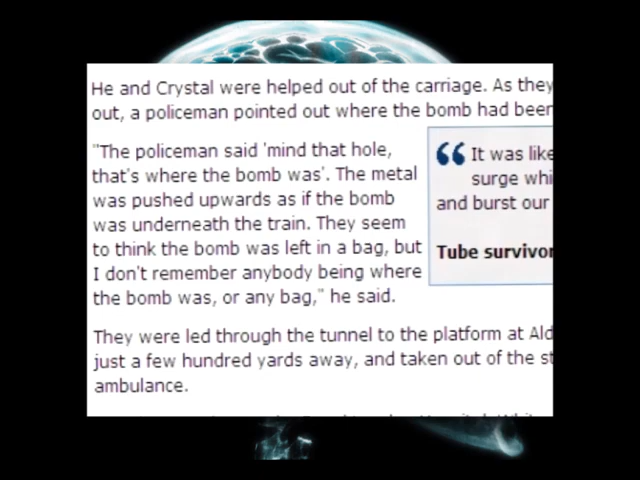 He and Crystal were helped out of the carriage. As they
out, a policeman pointed out where the bomb had been
"The policeman said 'mind that hole,
that's where the bomb was'. The metal
was pushed upwards as if the bomb
was underneath the train. They seem
to think the bomb was left in a bag, but
I don't remember anybody being where
the bomb was, or any bag," he said.
“ It was like
surge whi
and burst our
Tube survivor
They were led through the tunnel to the platform at Ald
just a few hundred yards away, and taken out of the st
ambulance.